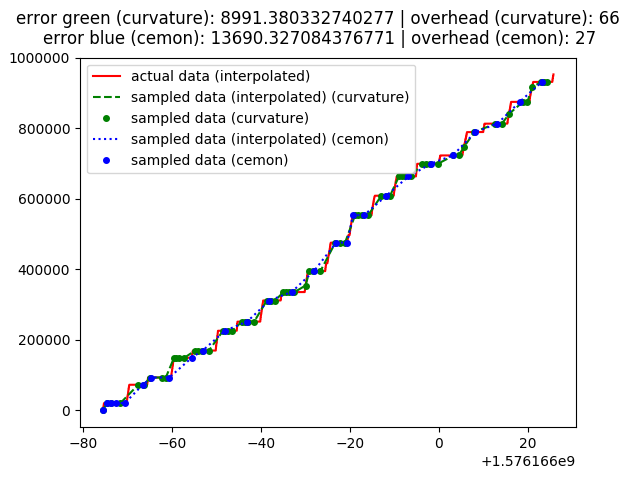 error green (curvature): 8991.380332740277 | overhead (curvature): 66
error blue (cemon): 13690.327084376771 | overhead (cemon): 27
1000000
800000
600000
400000
200000
0
actual data (interpolated)
sampled data (interpolated) (curvature)
sampled data (curvature)
sampled data (interpolated) (cemon)
sampled data (cemon)
−80 −60 −40 −20 0 20
+1.576166e9